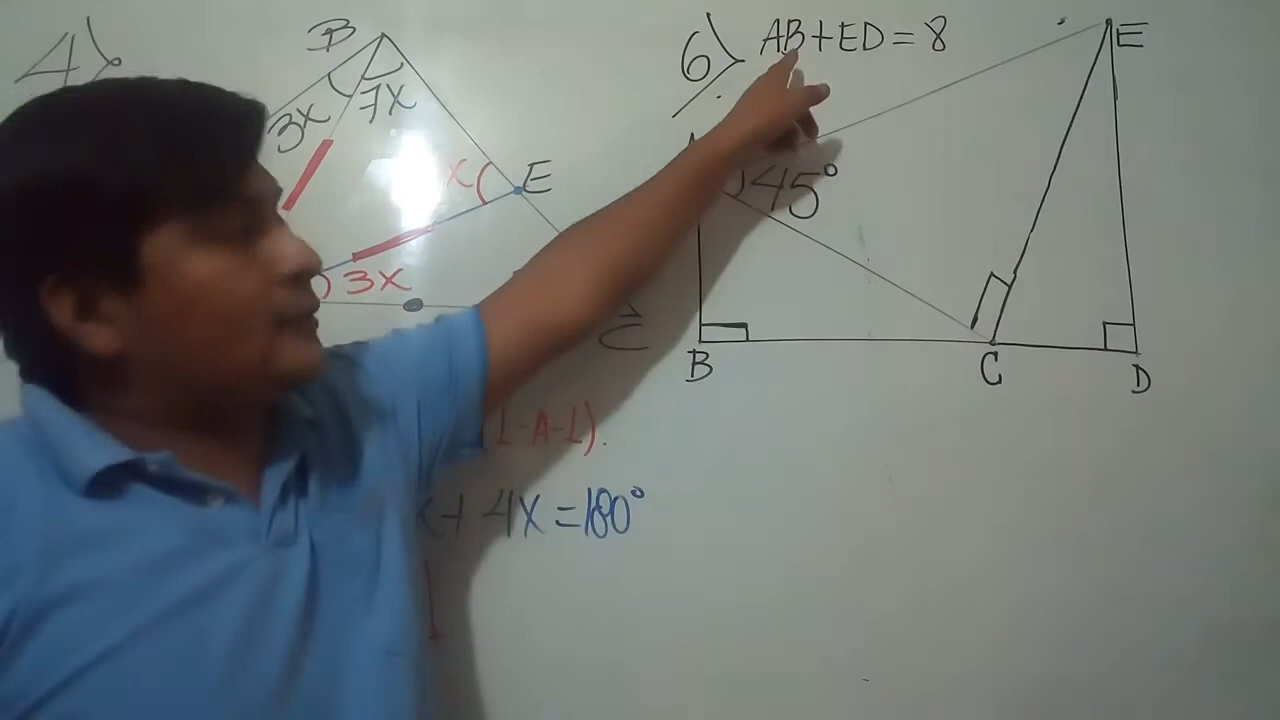 4)
B
3x
7x
x
E
3x
C
L-A-L).
+ 4x = 180°
6) AB+ED=8
E
45°
B
C
D